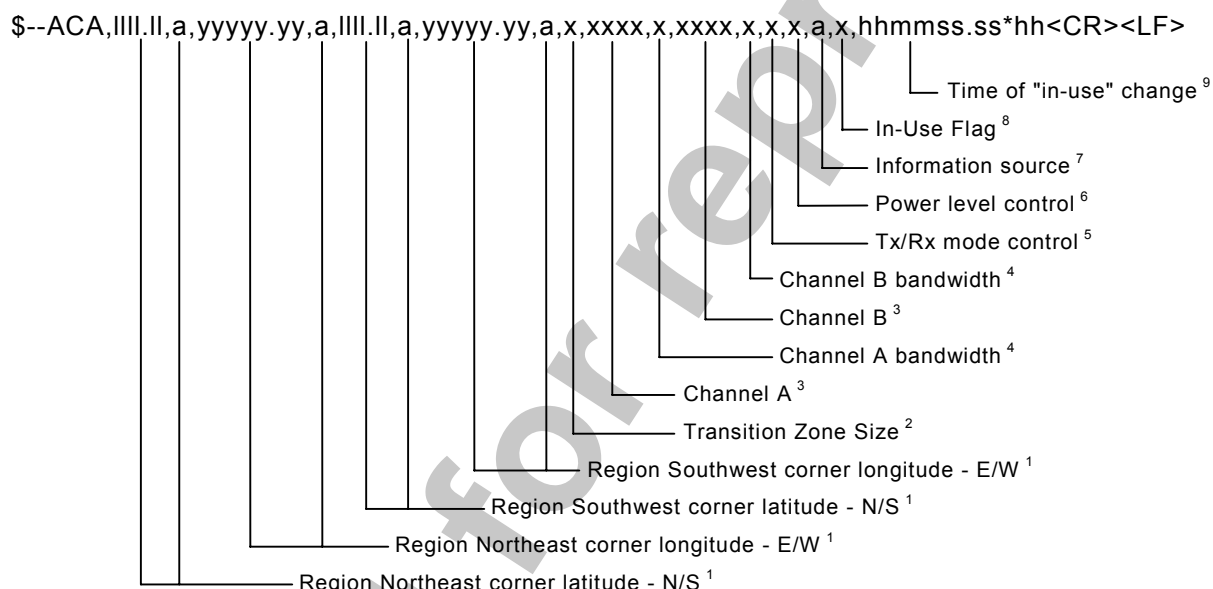 $--ACA,llll.ll,a,yyyyy.yy,a,llll.ll,a,yyyyy.yy,a,x,xxxx,x,xxxx,x,x,x,a,x,hhmmss.ss*hh<CR><LF>
Time of "in-use" change 9
In-Use Flag 8
Information source 7
Power level control 6
Tx/Rx mode control 5
Channel B bandwidth 4
Channel B 3
Channel A bandwidth 4
Channel A 3
Transition Zone Size 2
Region Southwest corner longitude - E/W 1
Region Southwest corner latitude - N/S 1
Region Northeast corner longitude - E/W 1
Region Northeast corner latitude - N/S 1
for repr